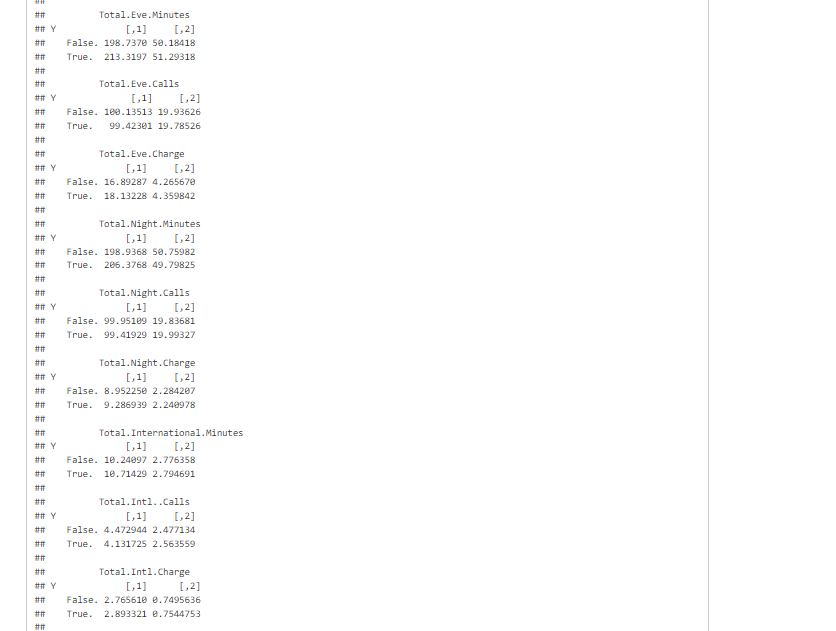 ##
##          Total.Eve.Minutes
## Y              [,1]     [,2]
##    False. 198.7370 50.18418
##    True.  213.3197 51.29318
##
##          Total.Eve.Calls
## Y               [,1]     [,2]
##    False. 100.13513 19.93626
##    True.   99.42301 19.78526
##
##          Total.Eve.Charge
## Y              [,1]     [,2]
##    False. 16.89287 4.265670
##    True.  18.13228 4.359842
##
##          Total.Night.Minutes
## Y              [,1]     [,2]
##    False. 198.9368 50.75982
##    True.  206.3768 49.79825
##
##          Total.Night.Calls
## Y              [,1]     [,2]
##    False. 99.95109 19.83681
##    True.  99.41929 19.99327
##
##          Total.Night.Charge
## Y              [,1]     [,2]
##    False. 8.952250 2.284207
##    True.  9.286939 2.240978
##
##          Total.International.Minutes
## Y              [,1]     [,2]
##    False. 10.24097 2.776358
##    True.  10.71429 2.794691
##
##          Total.Intl..Calls
## Y              [,1]     [,2]
##    False. 4.472944 2.477134
##    True.  4.131725 2.563559
##
##          Total.Intl.Charge
## Y              [,1]      [,2]
##    False. 2.765610 0.7495636
##    True.  2.893321 0.7544753
##